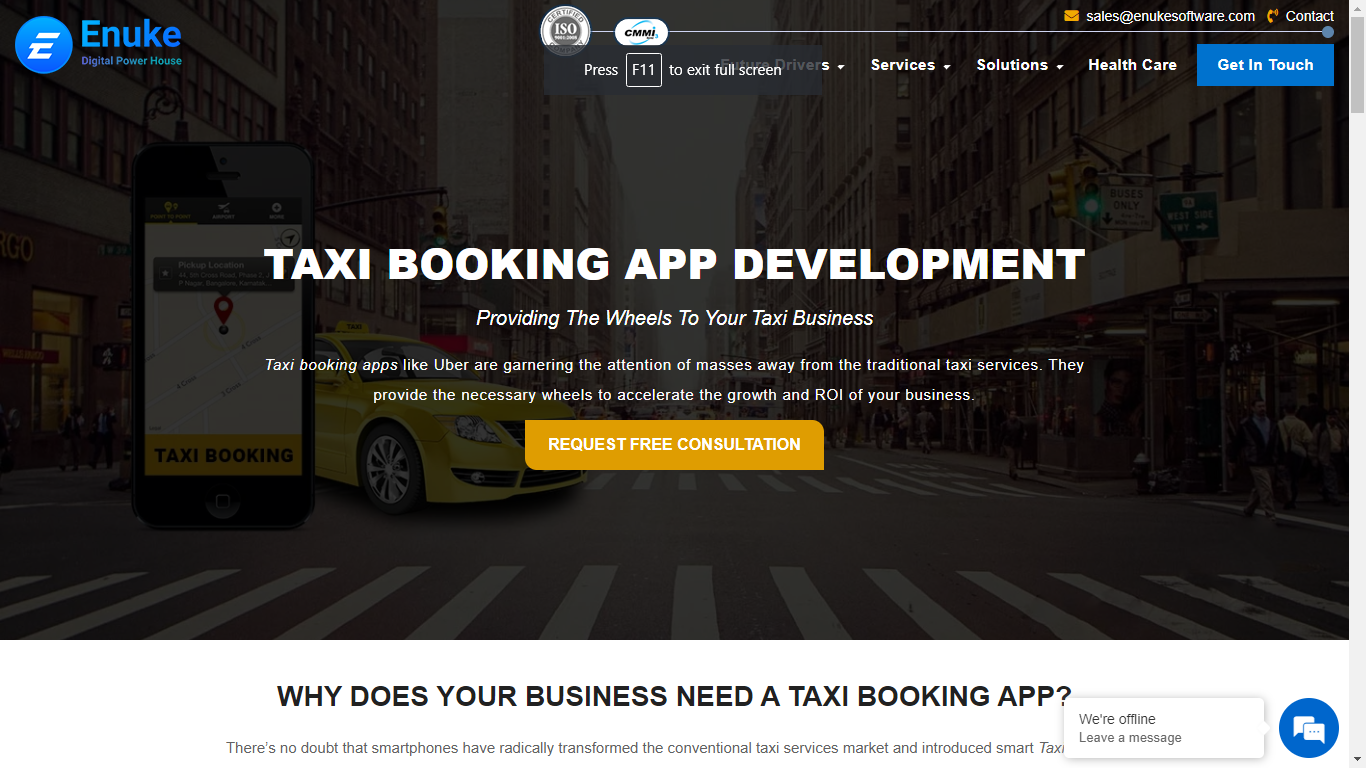 Enuke
Digital Power House
CERTIFIED
ISO
9001:2008
COMPANY
CMMi
sales@enukesoftware.com
Contact
Press F11 to exit full screen
Future Drivers
Services
Solutions
Health Care
Get In Touch
BUSES
ONLY
WEST SIDE
POINT TO POINT
AIRPORT
MORE
Pickup Location
TAXI
TAXI BOOKING APP DEVELOPMENT
Providing The Wheels To Your Taxi Business
Taxi booking apps like Uber are garnering the attention of masses away from the traditional taxi services. They
provide the necessary wheels to accelerate the growth and ROI of your business.
REQUEST FREE CONSULTATION
TAXI BOOKING
WHY DOES YOUR BUSINESS NEED A TAXI BOOKING APP?
There's no doubt that smartphones have radically transformed the conventional taxi services market and introduced smart Taxi
We're offline
Leave a message